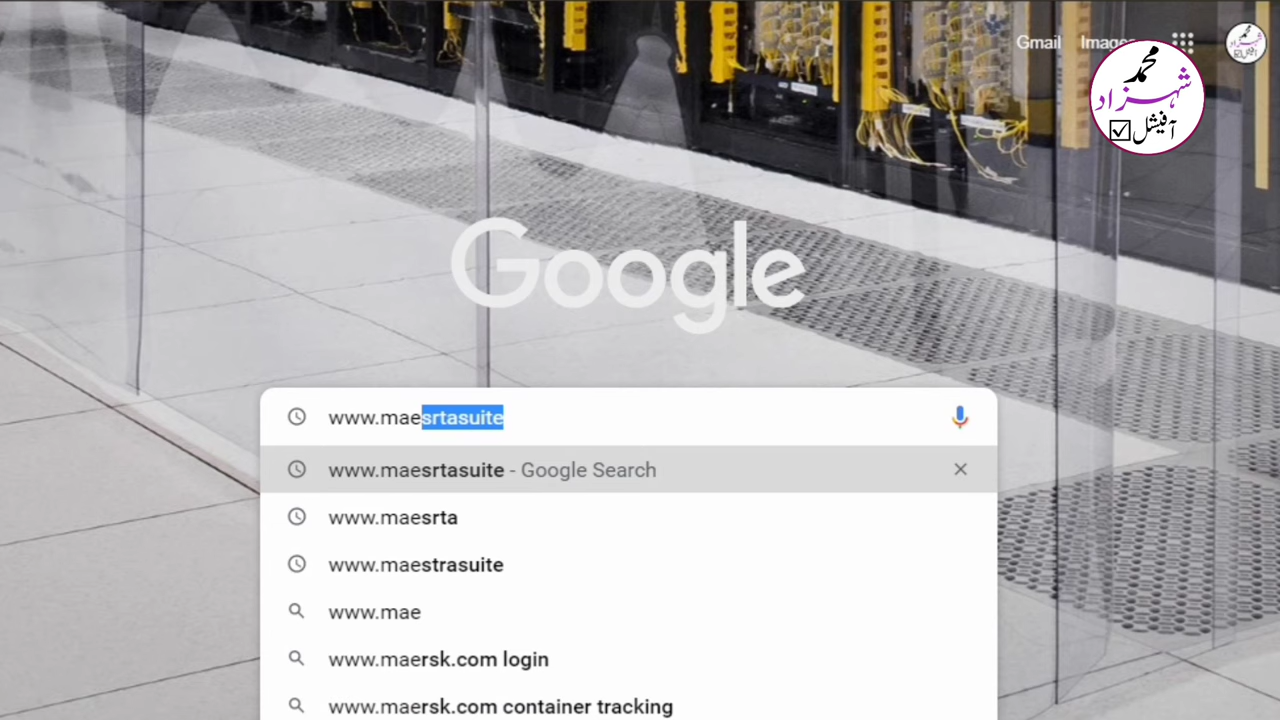 Gmail
Images
محمد
شہزاد
آفیشل
Google
www.maesrtasuite
www.maesrtasuite - Google Search
www.maesrta
www.maestrasuite
www.mae
www.maersk.com login
www.maersk.com container tracking